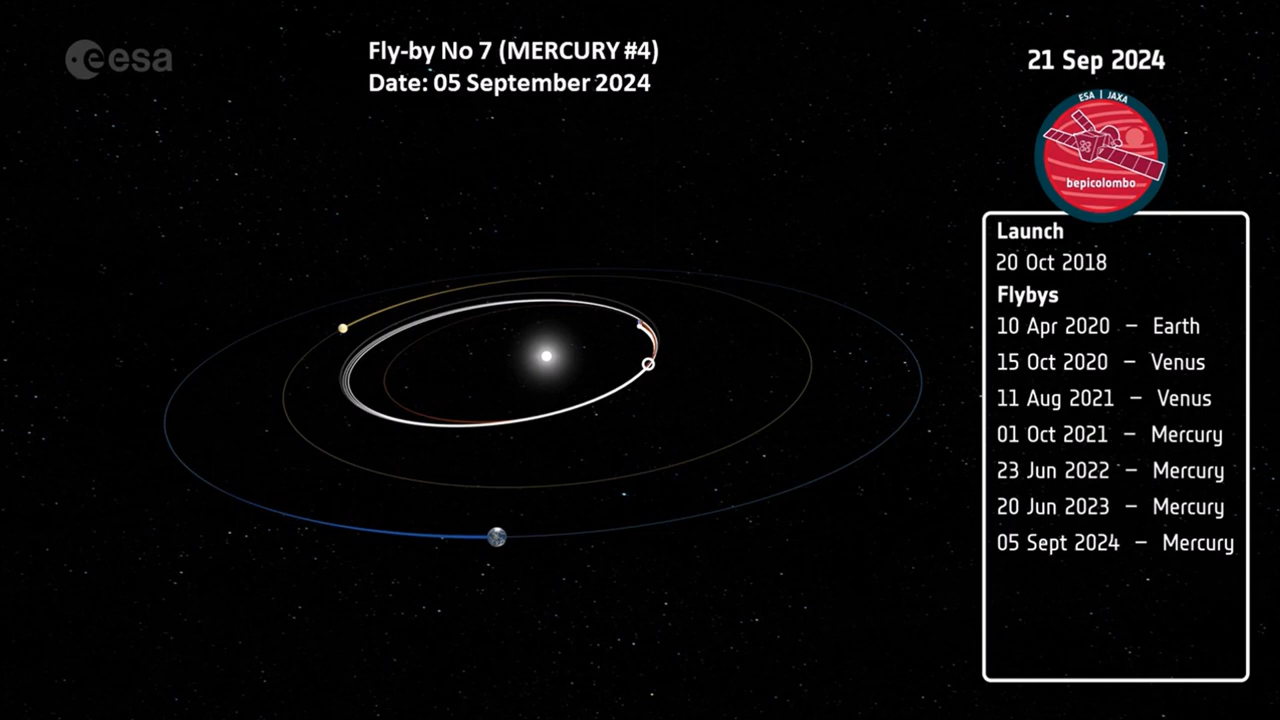 esa
Fly-by No 7 (MERCURY #4)
Date: 05 September 2024
21 Sep 2024
ESA | JAXA
bepicolombo
Launch
20 Oct 2018
Flybys
10 Apr 2020 – Earth
15 Oct 2020 – Venus
11 Aug 2021 – Venus
01 Oct 2021 – Mercury
23 Jun 2022 – Mercury
20 Jun 2023 – Mercury
05 Sept 2024 – Mercury